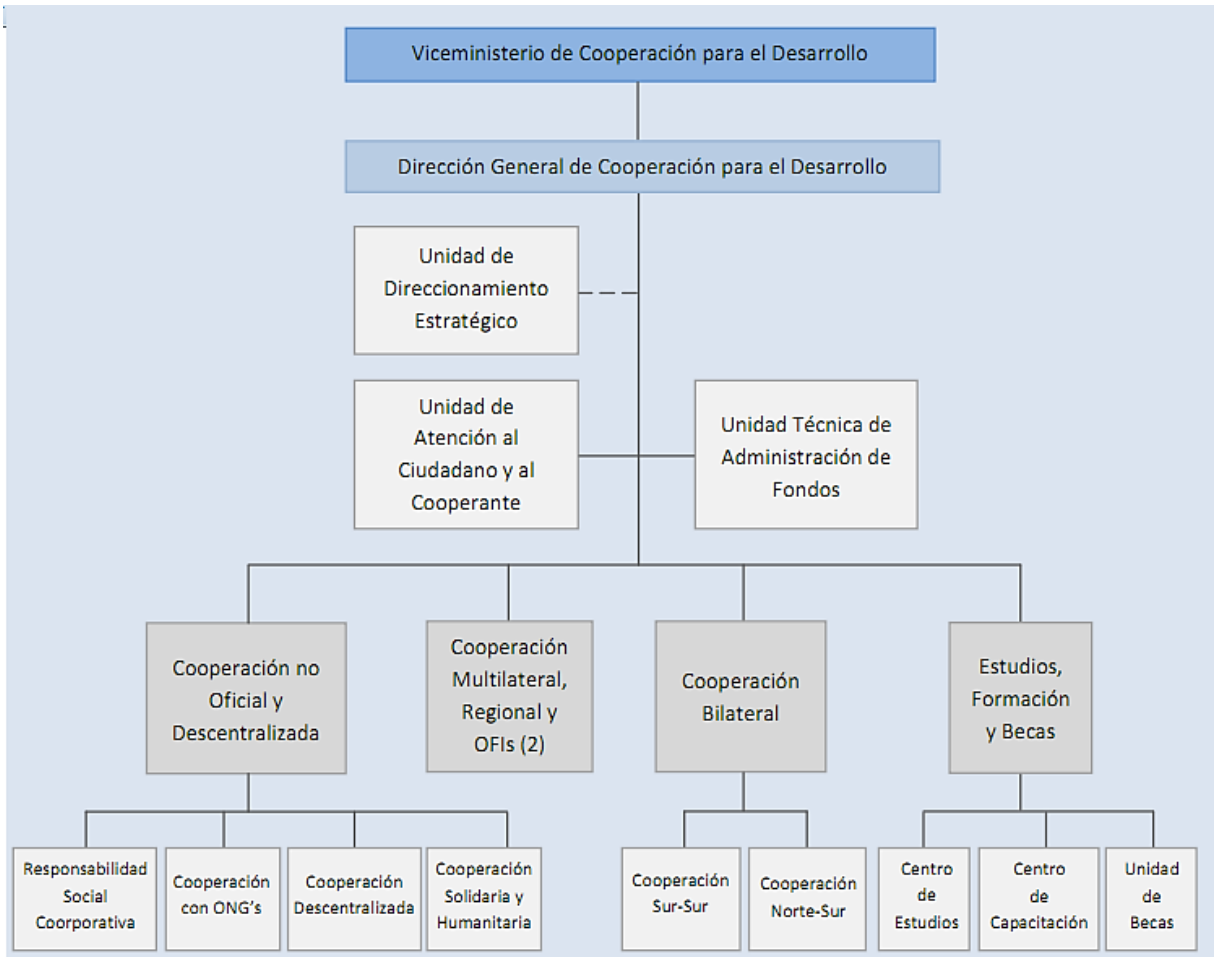 Viceministerio de Cooperación para el Desarrollo
Dirección General de Cooperación para el Desarrollo
Unidad de
Direccionamiento
Estratégico
Unidad de
Atención al
Ciudadano y al
Cooperante
Unidad Técnica de
Administración de
Fondos
Cooperación no
Oficial y
Descentralizada
Cooperación
Multilateral,
Regional y
OFIs (2)
Cooperación
Bilateral
Estudios,
Formación
y Becas
Responsabilidad
Social
Coorporativa
Cooperación
con ONG’s
Cooperación
Descentralizada
Cooperación
Solidaria y
Humanitaria
Cooperación
Sur-Sur
Cooperación
Norte-Sur
Centro
de
Estudios
Centro
de
Capacitación
Unidad
de
Becas